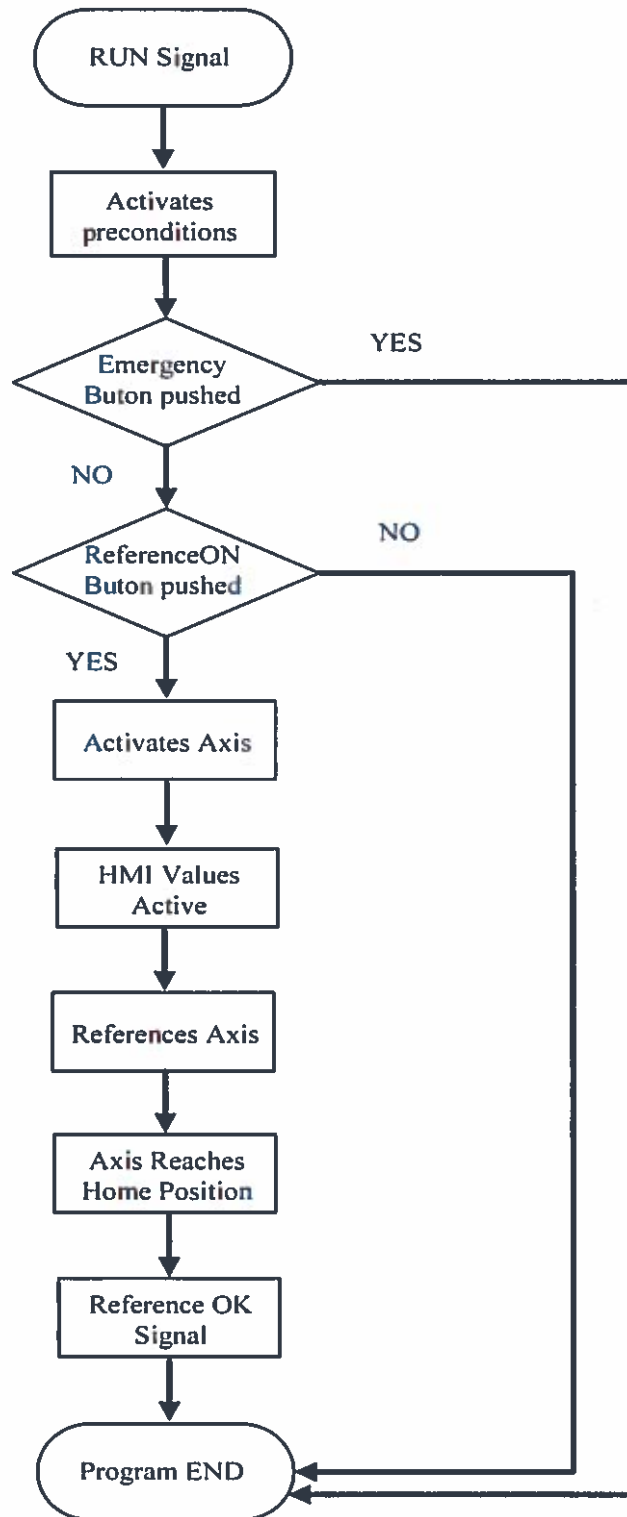 RUN Signal
Activates
preconditions
Emergency
Buton pushed
YES
NO
ReferenceON
Buton pushed
NO
YES
Activates Axis
HMI Values
Active
References Axis
Axis Reaches
Home Position
Reference OK
Signal
Program END